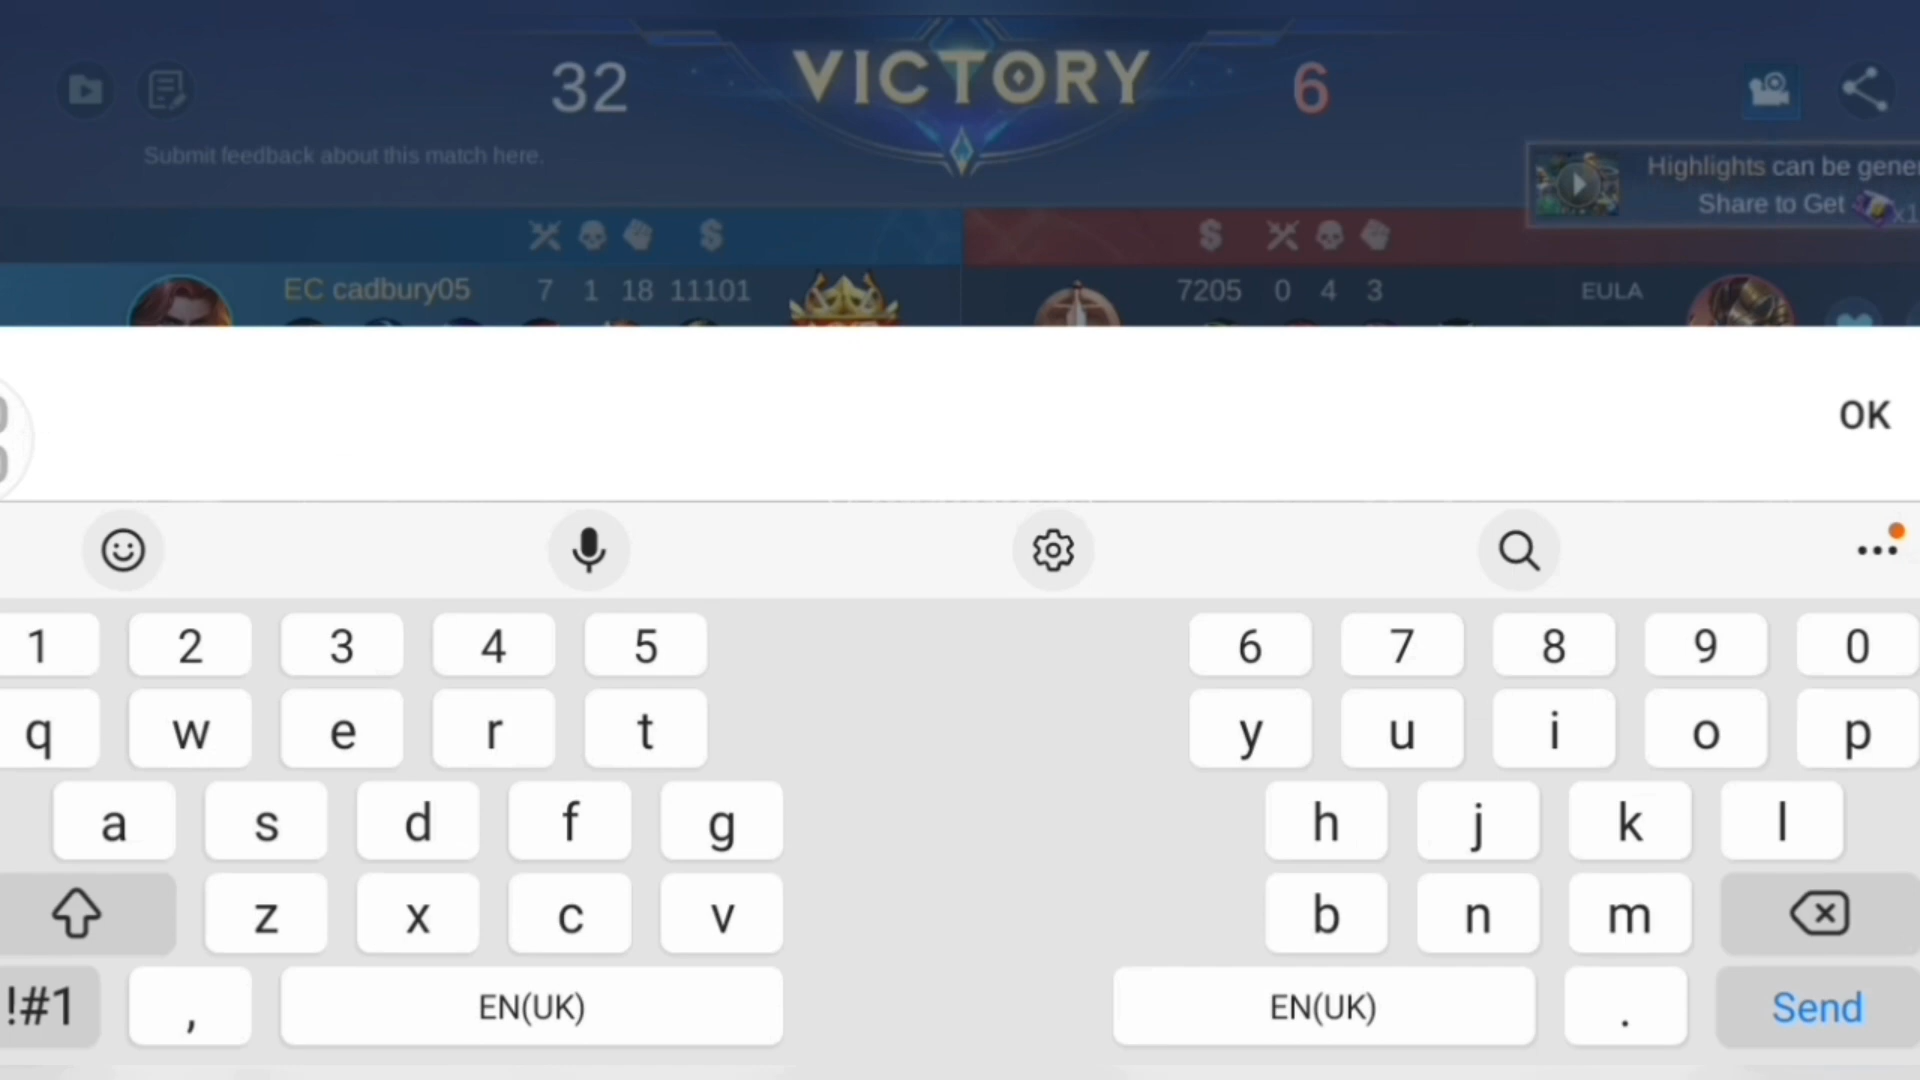 32 VICTORY 6
Submit feedback about this match here.
Highlights can be gener
Share to Get x1
EC cadbury05 7 1 18 11101 7205 0 4 3 EULA
OK
1 2 3 4 5 6 7 8 9 0
q w e r t y u i o p
a s d f g h j k l
z x c v b n m
!#1 , EN(UK) EN(UK) . Send